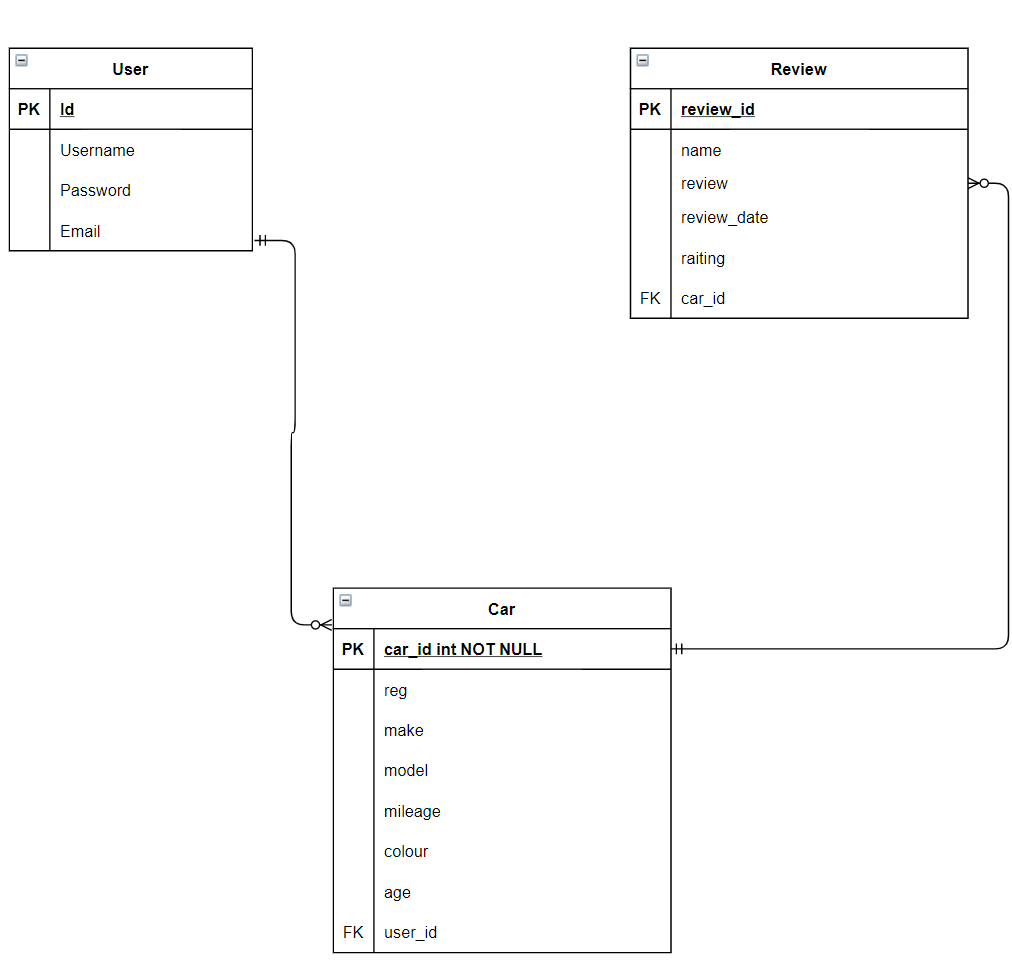 User
PK Id
Username
Password
Email
Review
PK review_id
name
review
review_date
raiting
FK car_id
Car
PK car_id int NOT NULL
reg
make
model
mileage
colour
age
FK user_id